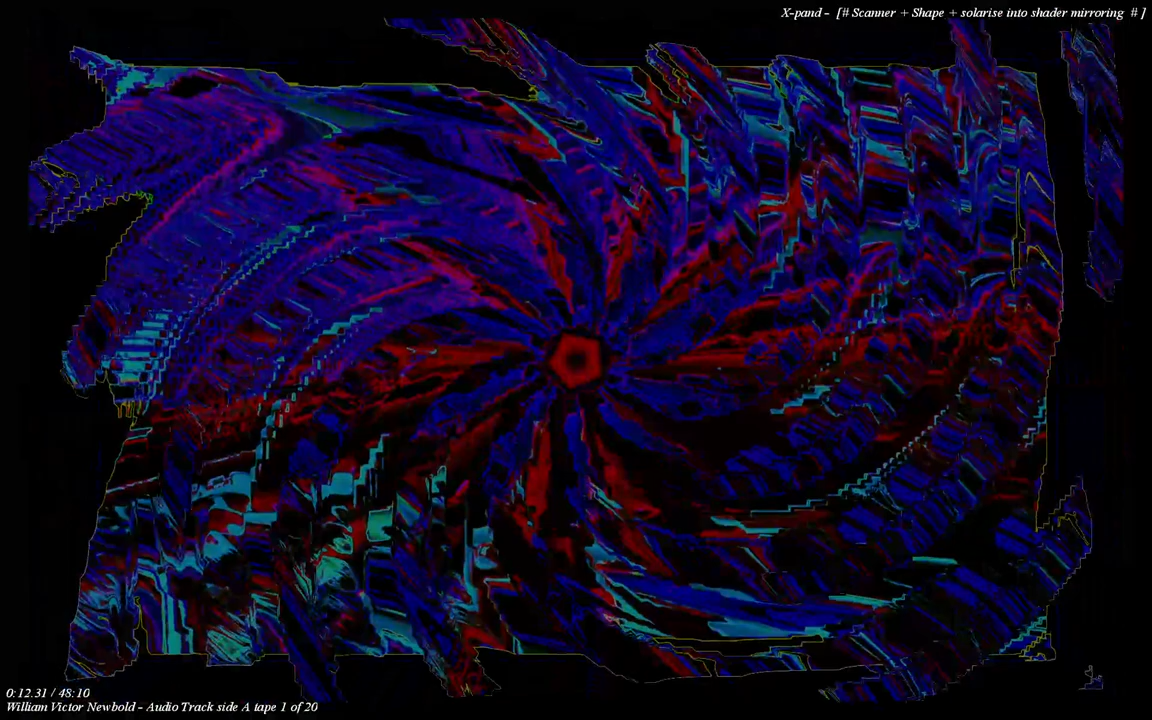 X-pand - [# Scanner + Shape + solarise into shader mirroring # ]
0:12.31 / 48:10
William Victor Newbold - Audio Track side A tape 1 of 20